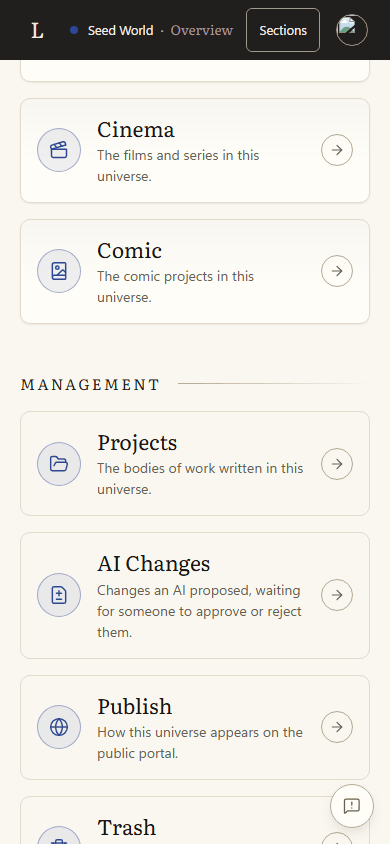 L
Seed World · Overview
Sections
Cinema
The films and series in this
universe.
Comic
The comic projects in this
universe.
MANAGEMENT
Projects
The bodies of work written in this
universe.
AI Changes
Changes an AI proposed, waiting
for someone to approve or reject
them.
Publish
How this universe appears on the
public portal.
Trash